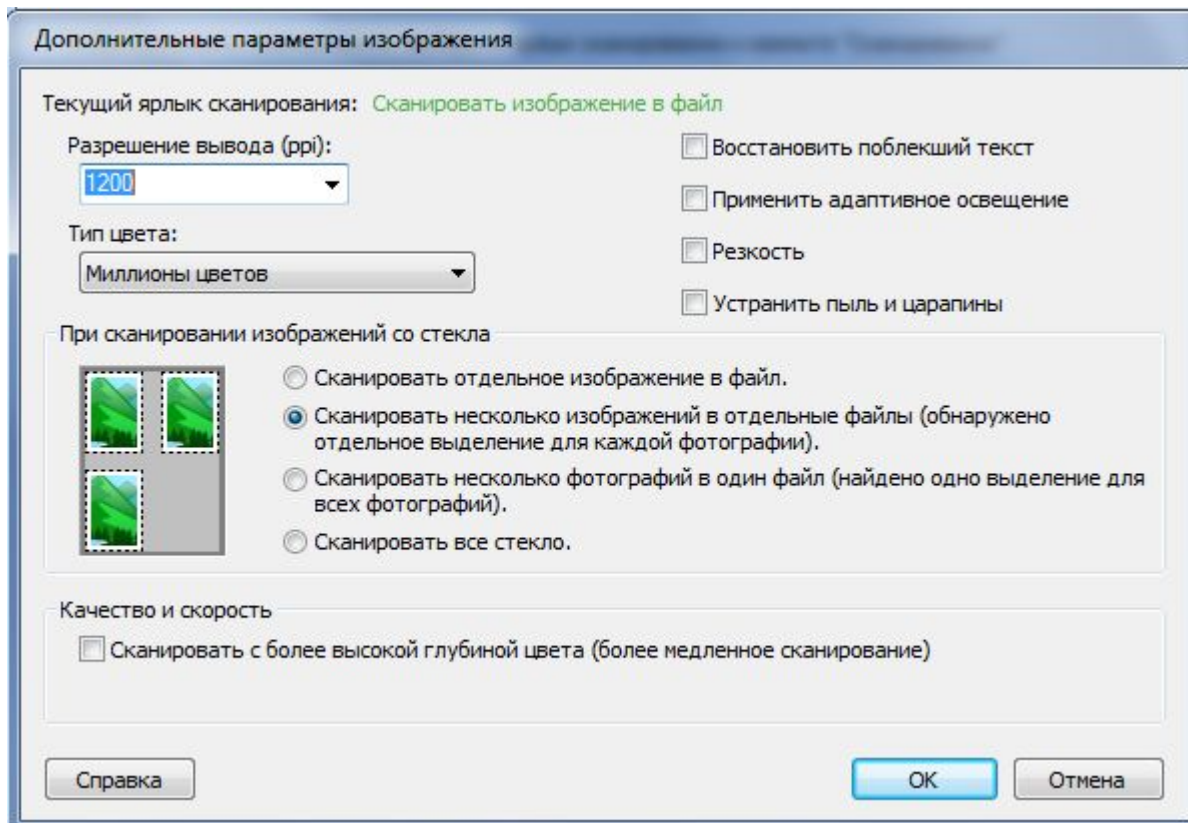 Дополнительные параметры изображения
Текущий ярлык сканирования: Сканировать изображение в файл
Разрешение вывода (ppi):
1200
Тип цвета:
Миллионы цветов
Восстановить поблекший текст
Применить адаптивное освещение
Резкость
Устранить пыль и царапины
При сканировании изображений со стекла
Сканировать отдельное изображение в файл.
Сканировать несколько изображений в отдельные файлы (обнаружено
отдельное выделение для каждой фотографии).
Сканировать несколько фотографий в один файл (найдено одно выделение для
всех фотографий).
Сканировать все стекло.
Качество и скорость
Сканировать с более высокой глубиной цвета (более медленное сканирование)
Справка
OK
Отмена